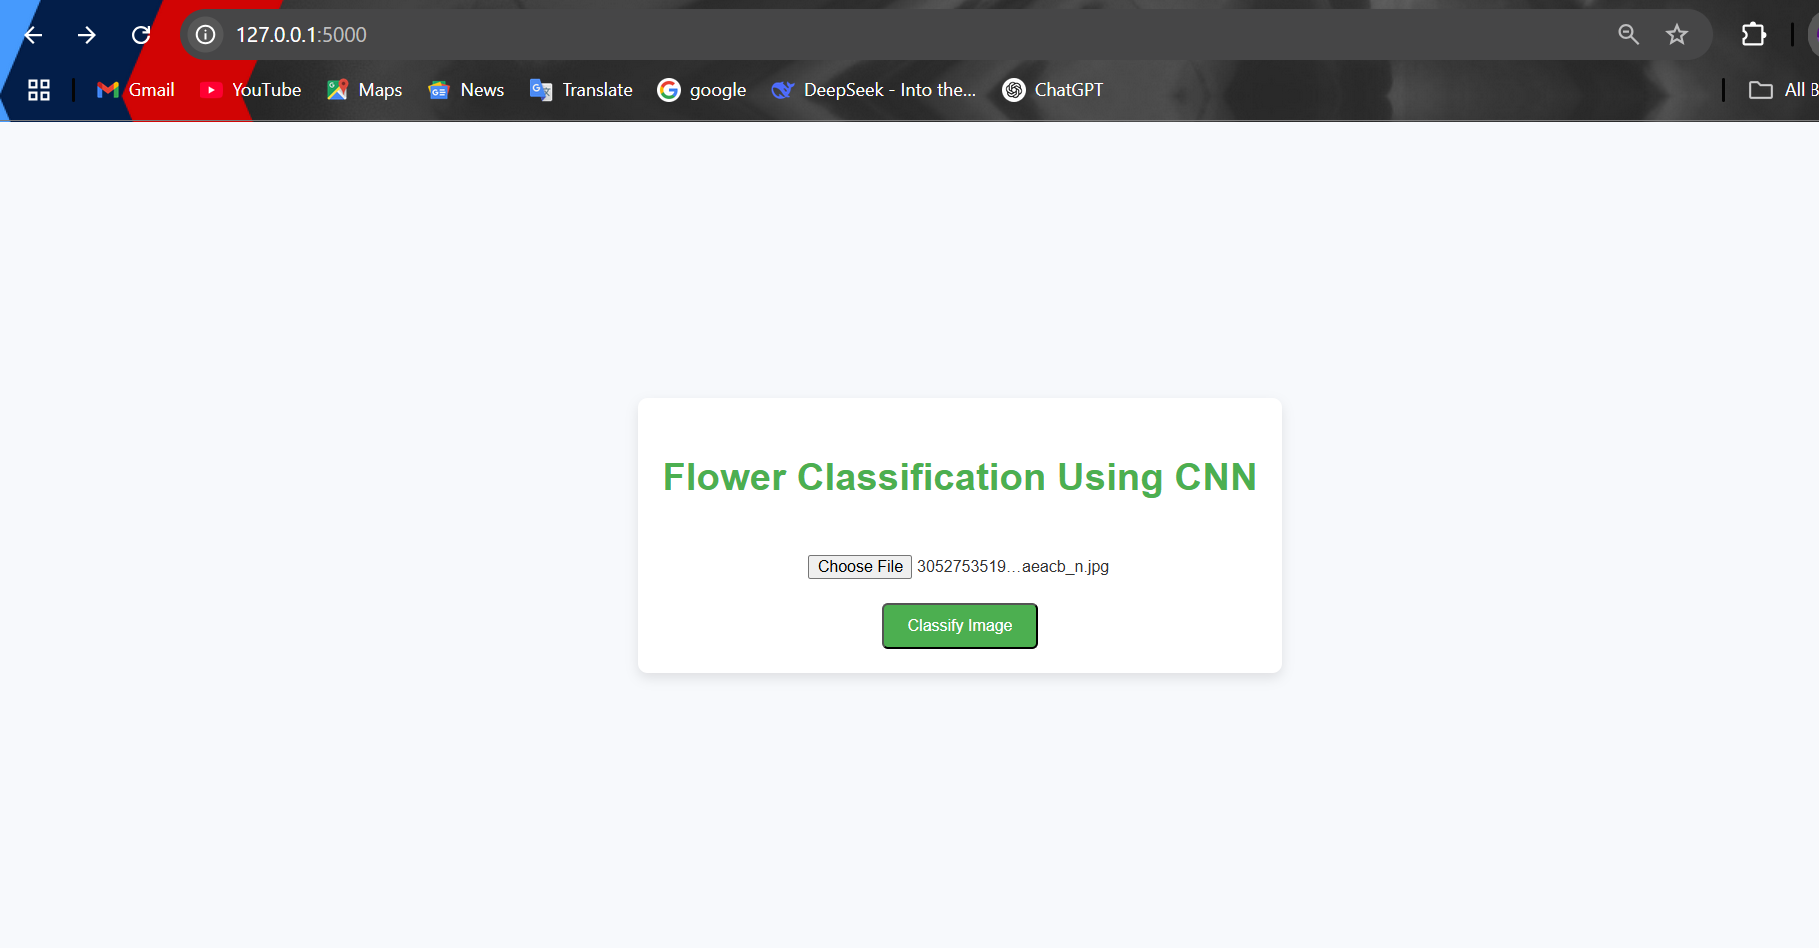 127.0.0.1:5000
Gmail YouTube Maps News Translate google DeepSeek - Into the... ChatGPT All B
Flower Classification Using CNN
Choose File 3052753519...aeacb_n.jpg
Classify Image